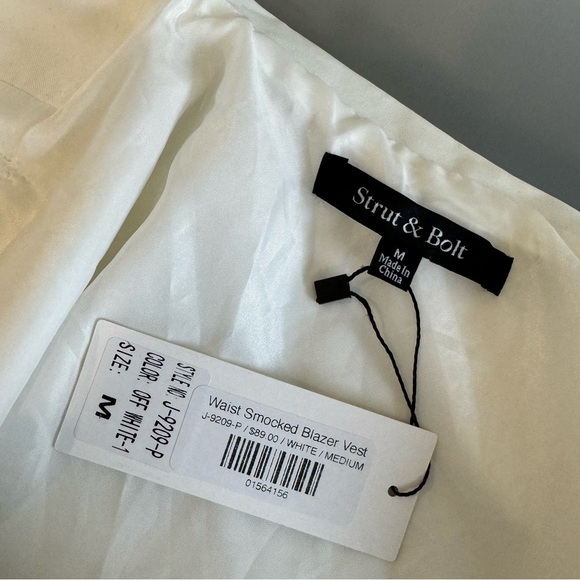 Strut & Bolt
M
Made In
China
STYLE NO. J-9209-P
COLOR: OFF WHITE-1
SIZE: M
Waist Smocked Blazer Vest
J-9209-P / $89.00 / WHITE / MEDIUM
01564156